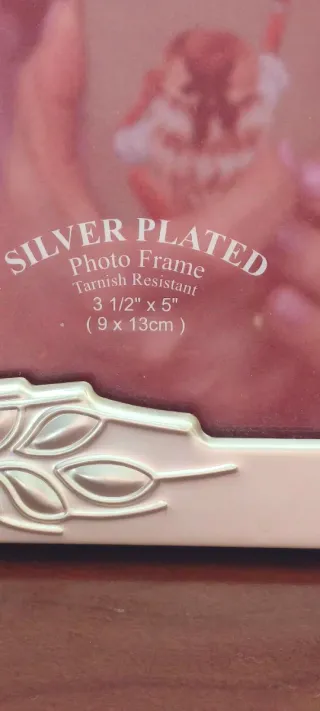 SILVER PLATED
Photo Frame
Tarnish Resistant
3 1/2" x 5"
( 9 x 13cm )